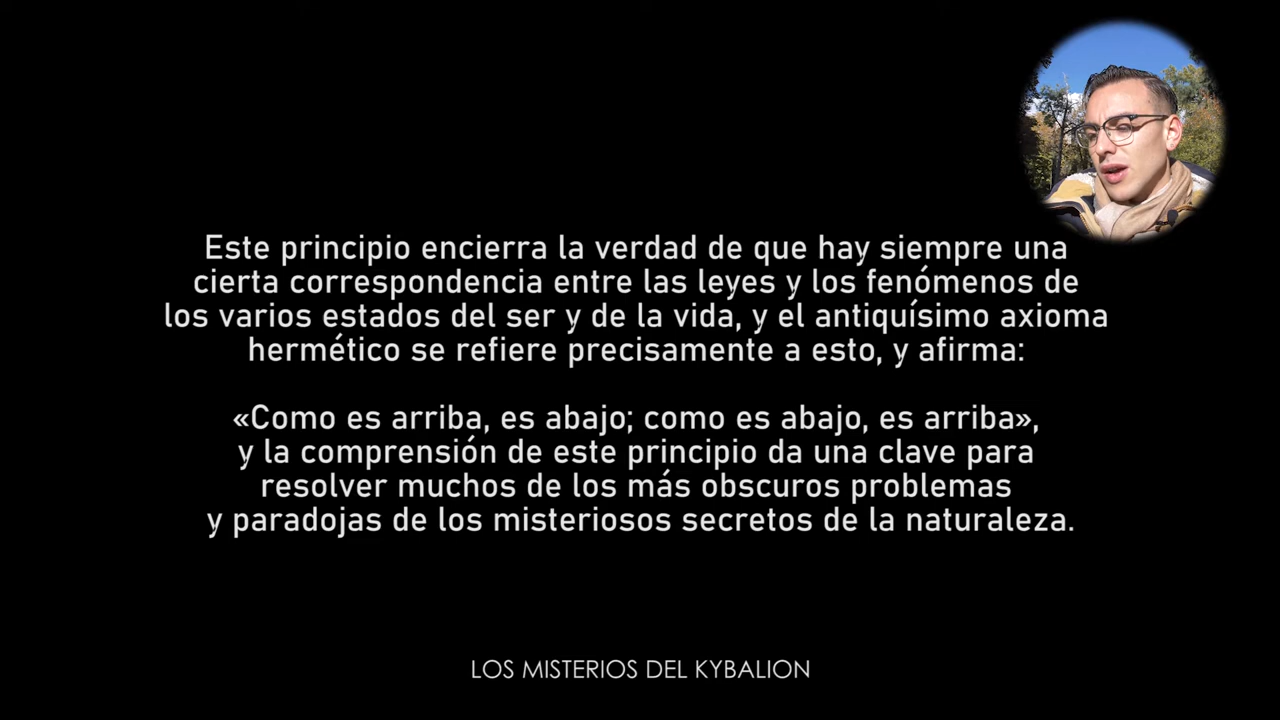 Este principio encierra la verdad de que hay siempre una
cierta correspondencia entre las leyes y los fenómenos de
los varios estados del ser y de la vida, y el antiquísimo axioma
hermético se refiere precisamente a esto, y afirma:
«Como es arriba, es abajo; como es abajo, es arriba»,
y la comprensión de este principio da una clave para
resolver muchos de los más obscuros problemas
y paradojas de los misteriosos secretos de la naturaleza.
LOS MISTERIOS DEL KYBALION